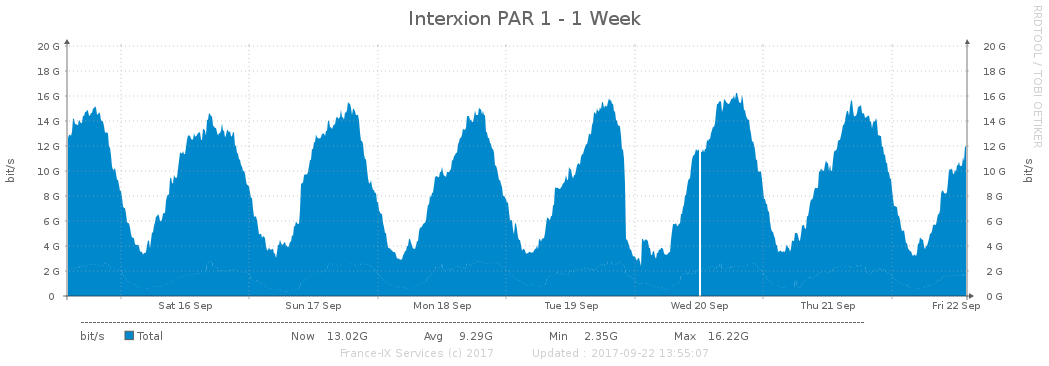 Interxion PAR 1 - 1 Week
RRDTOOL / TOBI OETIKER
bit/s
20 G
18 G
16 G
14 G
12 G
10 G
8 G
6 G
4 G
2 G
0
20 G
18 G
16 G
14 G
12 G
10 G
8 G
6 G
4 G
2 G
0 G
bit/s
Sat 16 Sep Sun 17 Sep Mon 18 Sep Tue 19 Sep Wed 20 Sep Thu 21 Sep Fri 22 Sep
bit/s Total Now 13.02G Avg 9.29G Min 2.35G Max 16.22G
France-IX Services (c) 2017 Updated : 2017-09-22 13:55:07